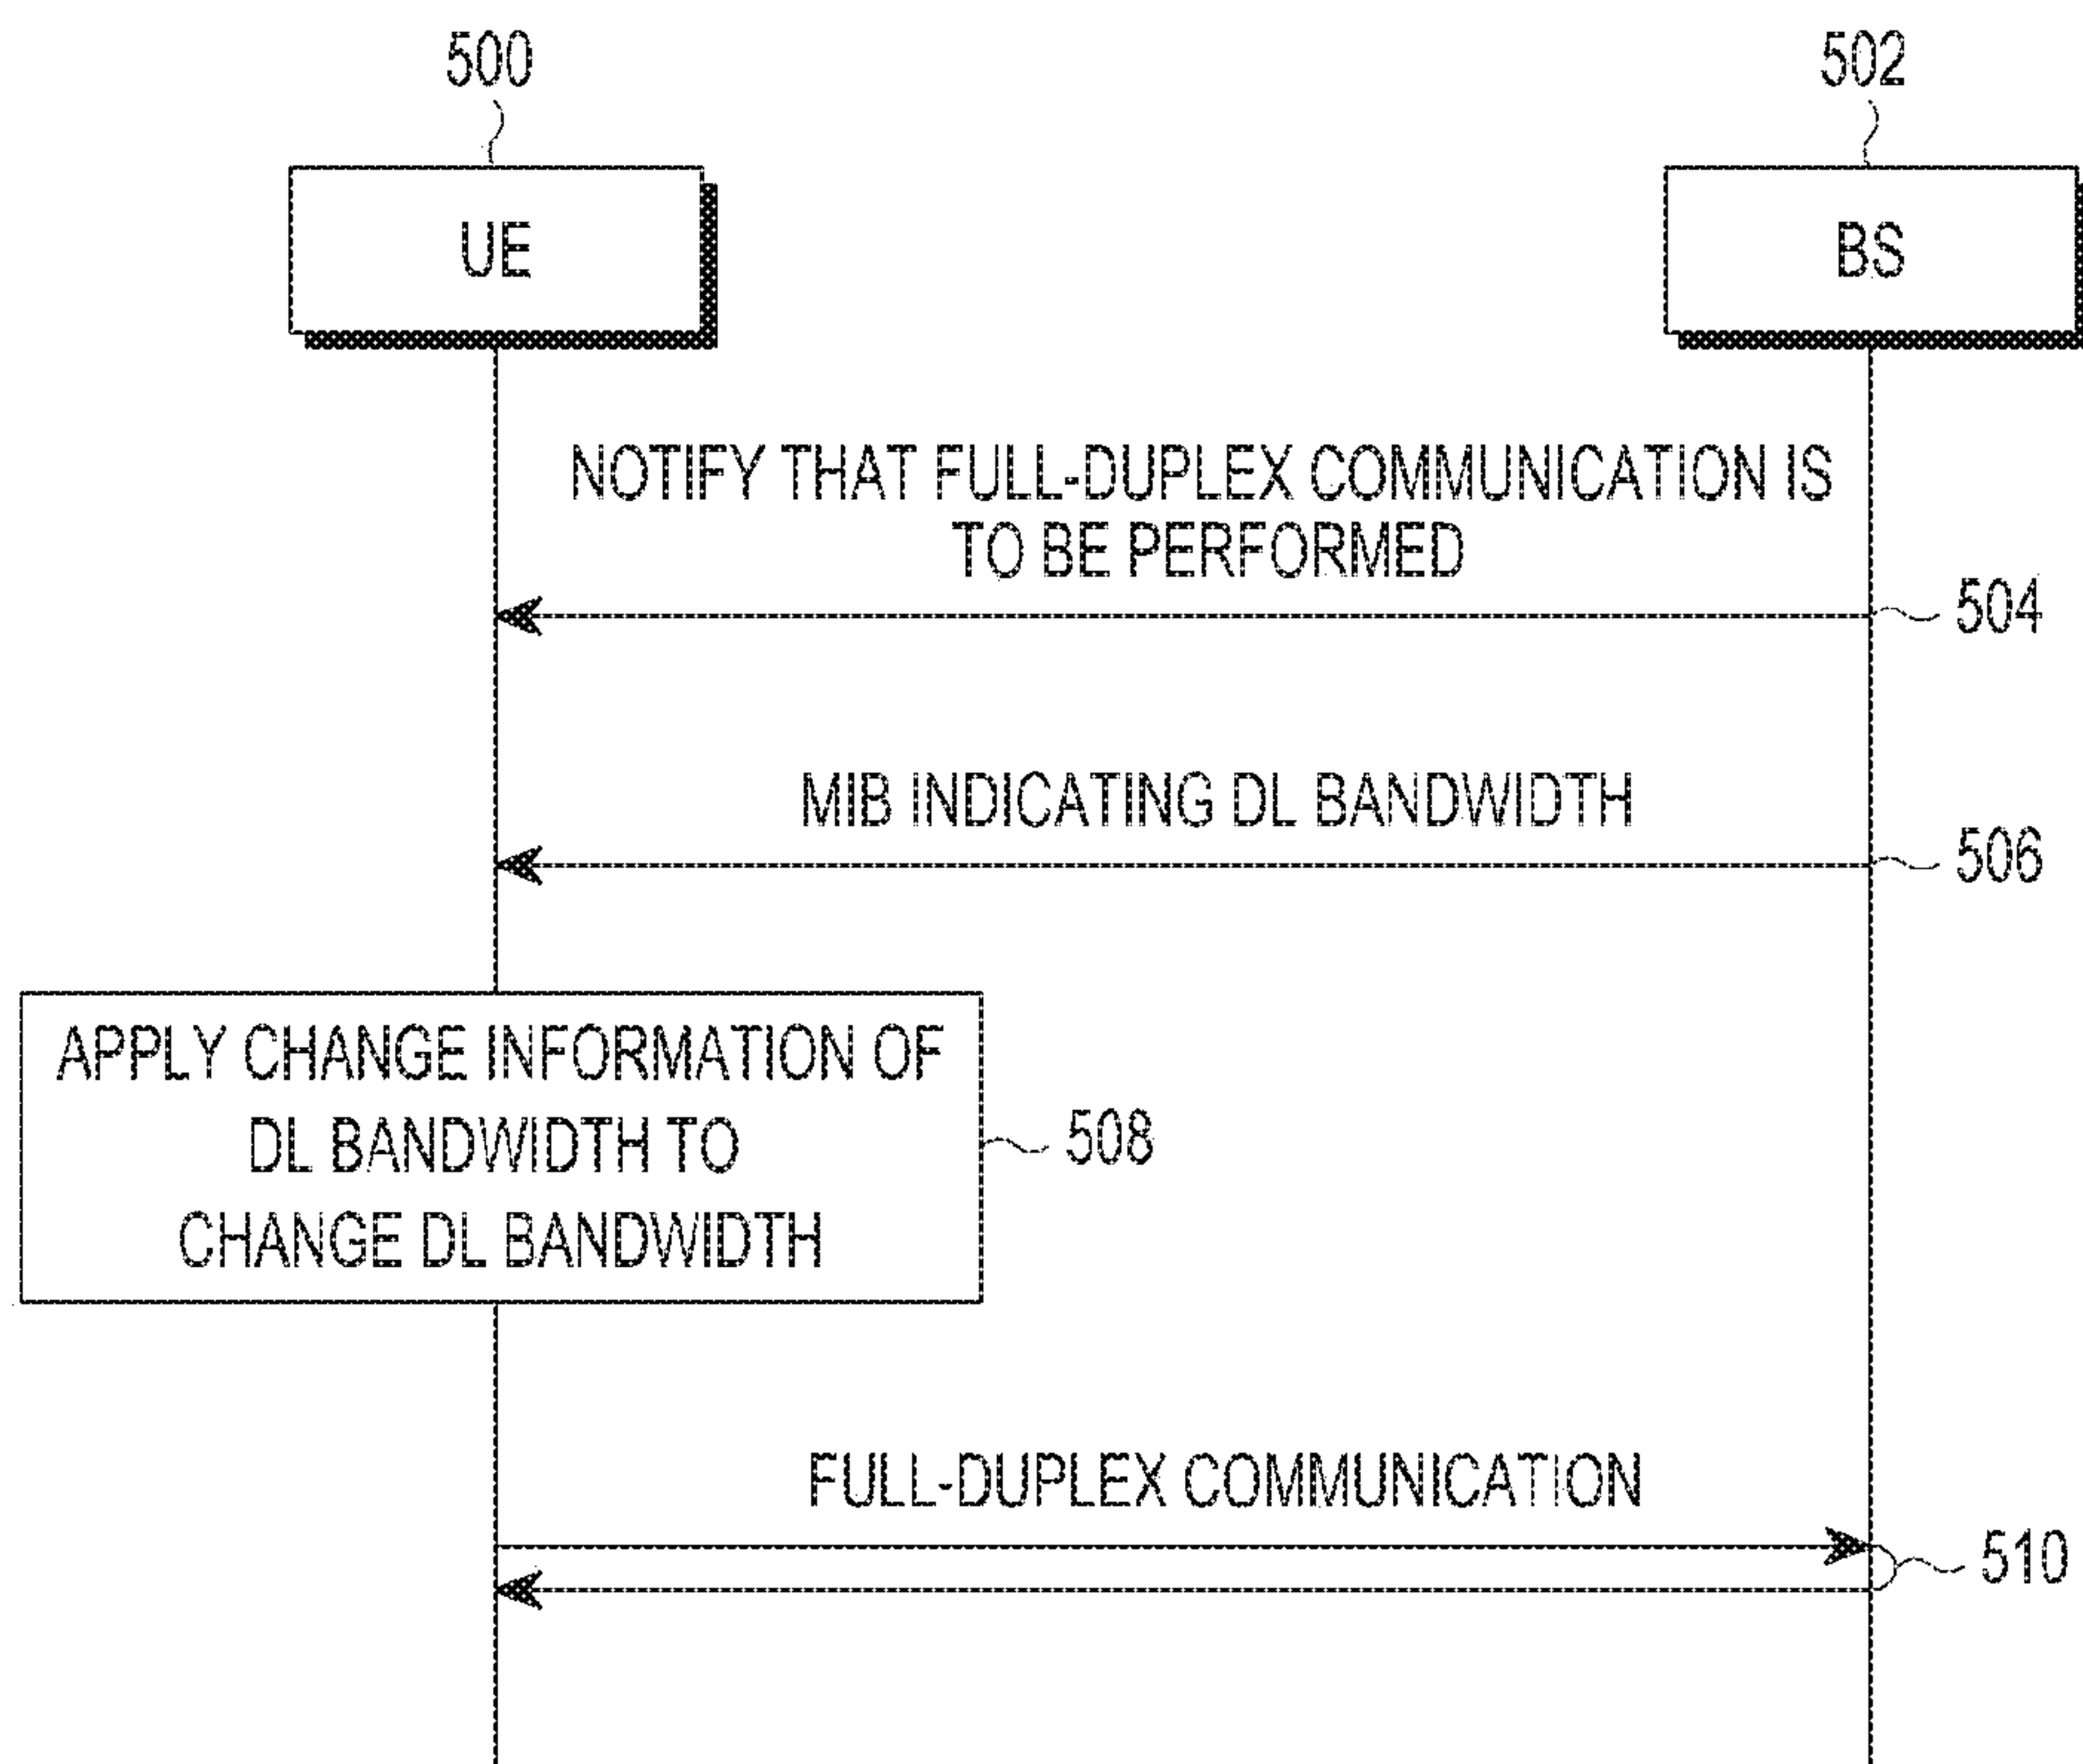 500
502
UE
BS
NOTIFY THAT FULL-DUPLEX COMMUNICATION IS
TO BE PERFORMED
504
MIB INDICATING DL BANDWIDTH
506
APPLY CHANGE INFORMATION OF
DL BANDWIDTH TO
CHANGE DL BANDWIDTH
508
FULL-DUPLEX COMMUNICATION
510